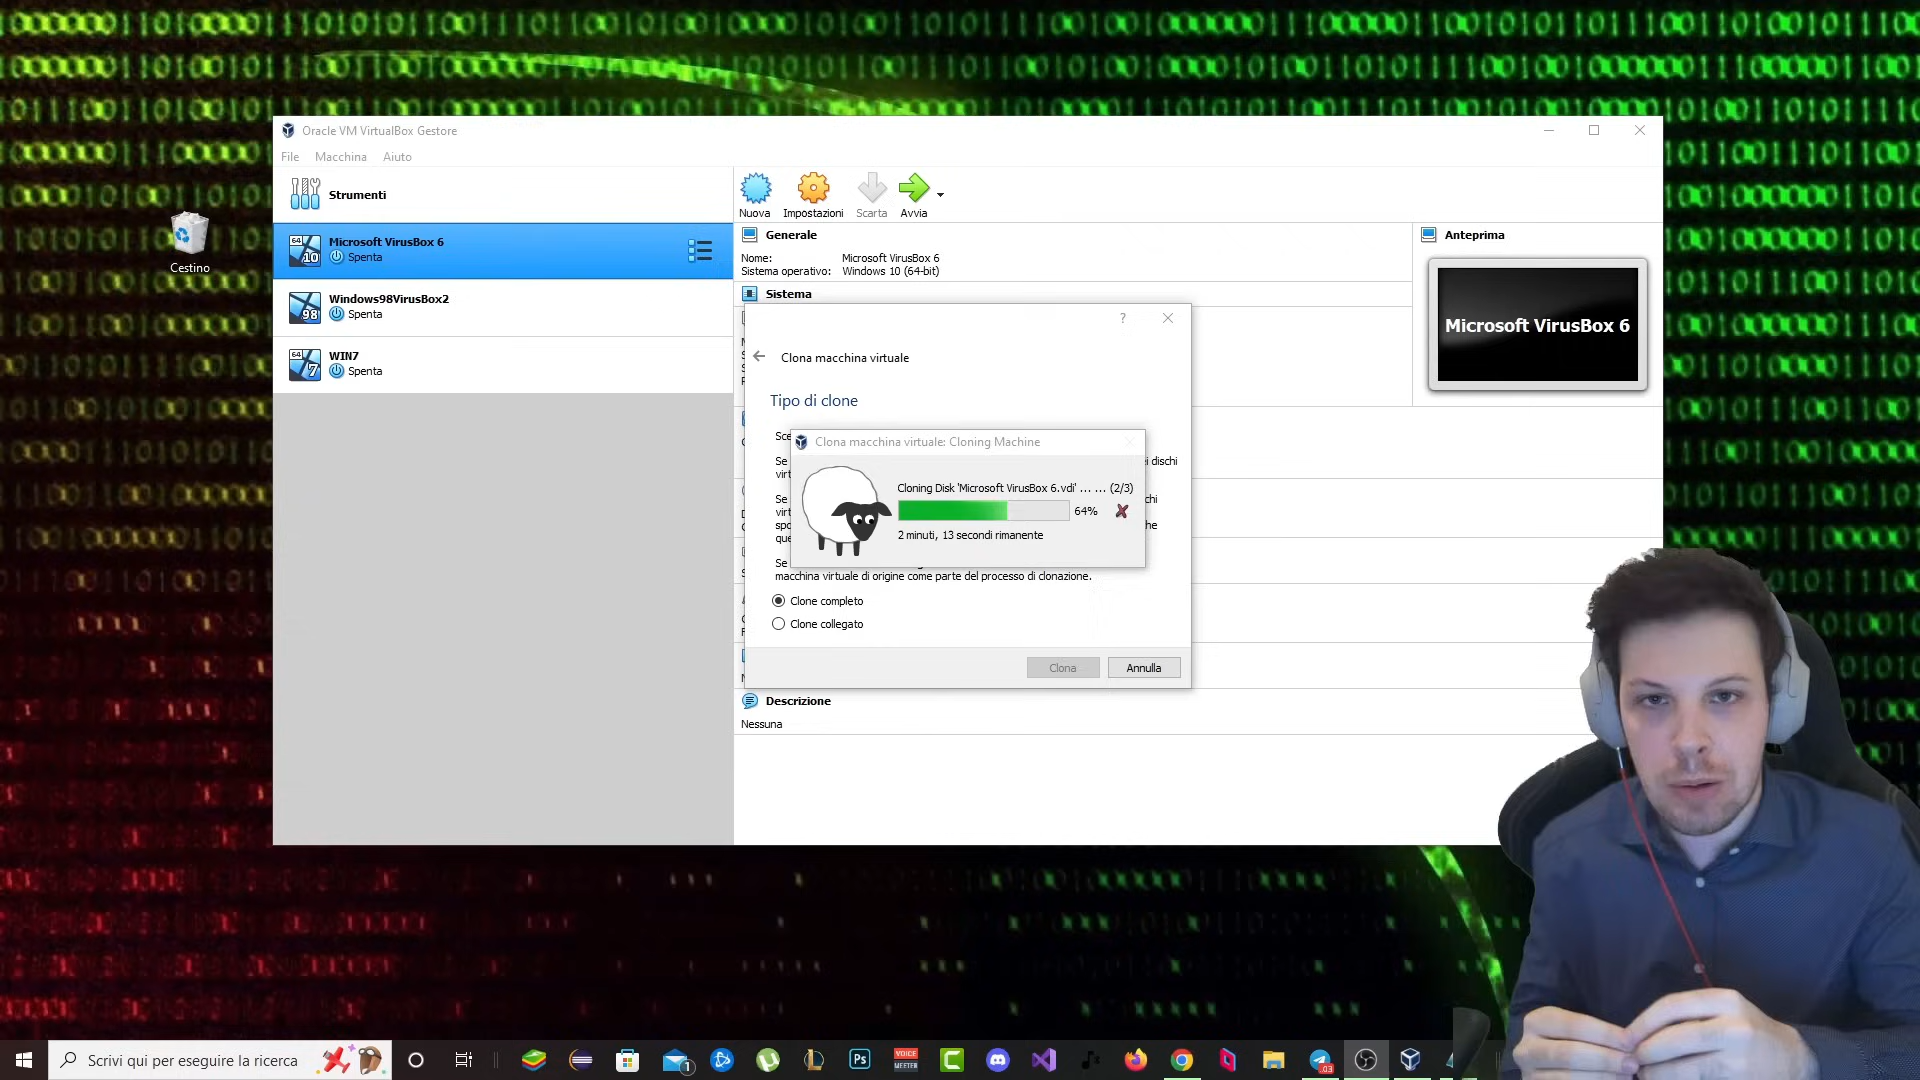 Oracle VM VirtualBox Gestore
File Macchina Aiuto
Strumenti
Microsoft VirusBox 6
Spenta
Windows98VirusBox2
Spenta
WIN7
Spenta
Cestino
Nuova Impostazioni Scarta Avvia
Generale
Nome: Microsoft VirusBox 6
Sistema operativo: Windows 10 (64-bit)
Sistema
Anteprima
Microsoft VirusBox 6
Clona macchina virtuale
Tipo di clone
Clona macchina virtuale: Cloning Machine
Cloning Disk 'Microsoft VirusBox 6.vdi' ... ... (2/3)
64%
2 minuti, 13 secondi rimanente
Se
macchina virtuale di origine come parte del processo di clonazione.
Clone completo
Clone collegato
Clona Annulla
Descrizione
Nessuna
Scrivi qui per eseguire la ricerca